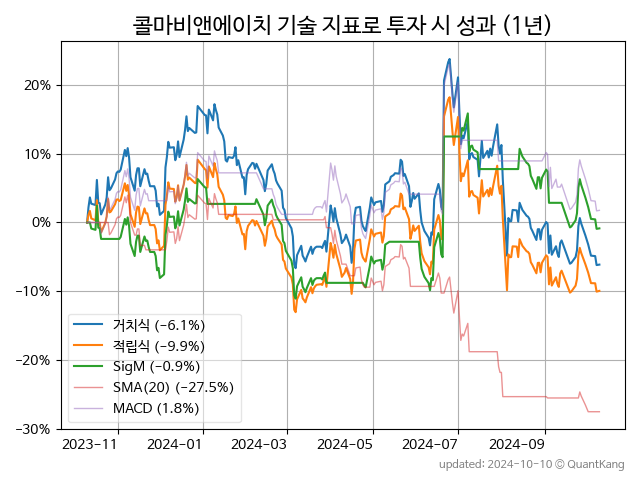 콜마비앤에이치 기술 지표로 투자 시 성과 (1년)
20%
10%
0%
−10%
−20%
−30%
거치식 (−6.1%)
적립식 (−9.9%)
SigM (−0.9%)
SMA(20) (−27.5%)
MACD (1.8%)
2023-11 2024-01 2024-03 2024-05 2024-07 2024-09
updated: 2024-10-10 © QuantKang